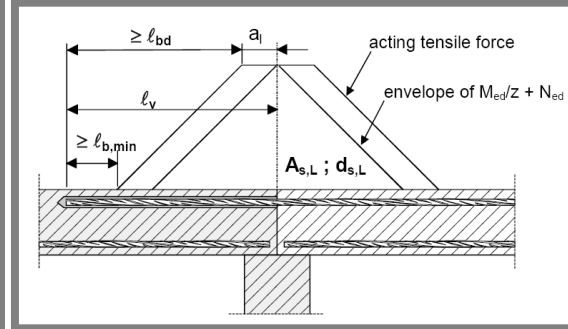 ≥ ℓbd
al
acting tensile force
ℓv
envelope of Med/z + Ned
≥ ℓb,min
As,L ; ds,L